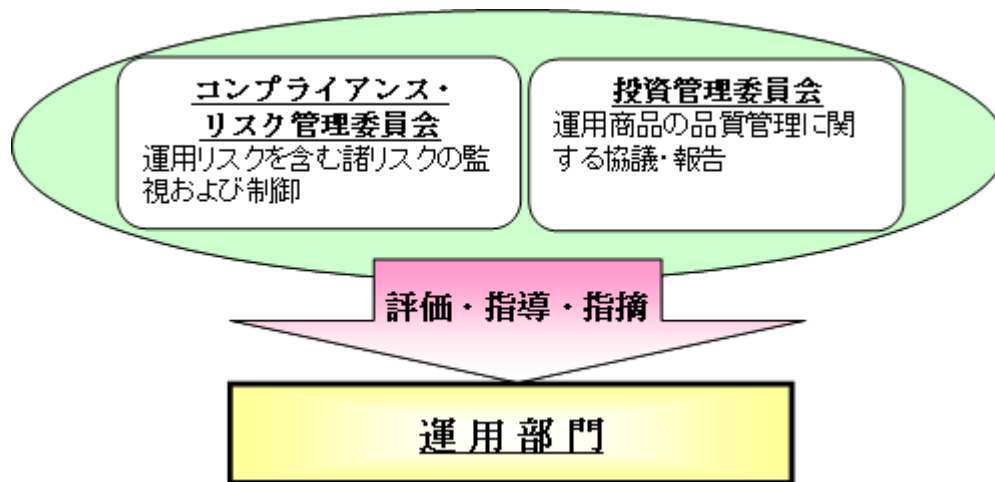 コンプライアンス・
リスク管理委員会
運用リスクを含む諸リスクの監
視および制御
投資管理委員会
運用商品の品質管理に関
する協議・報告
評価・指導・指摘
運用部門